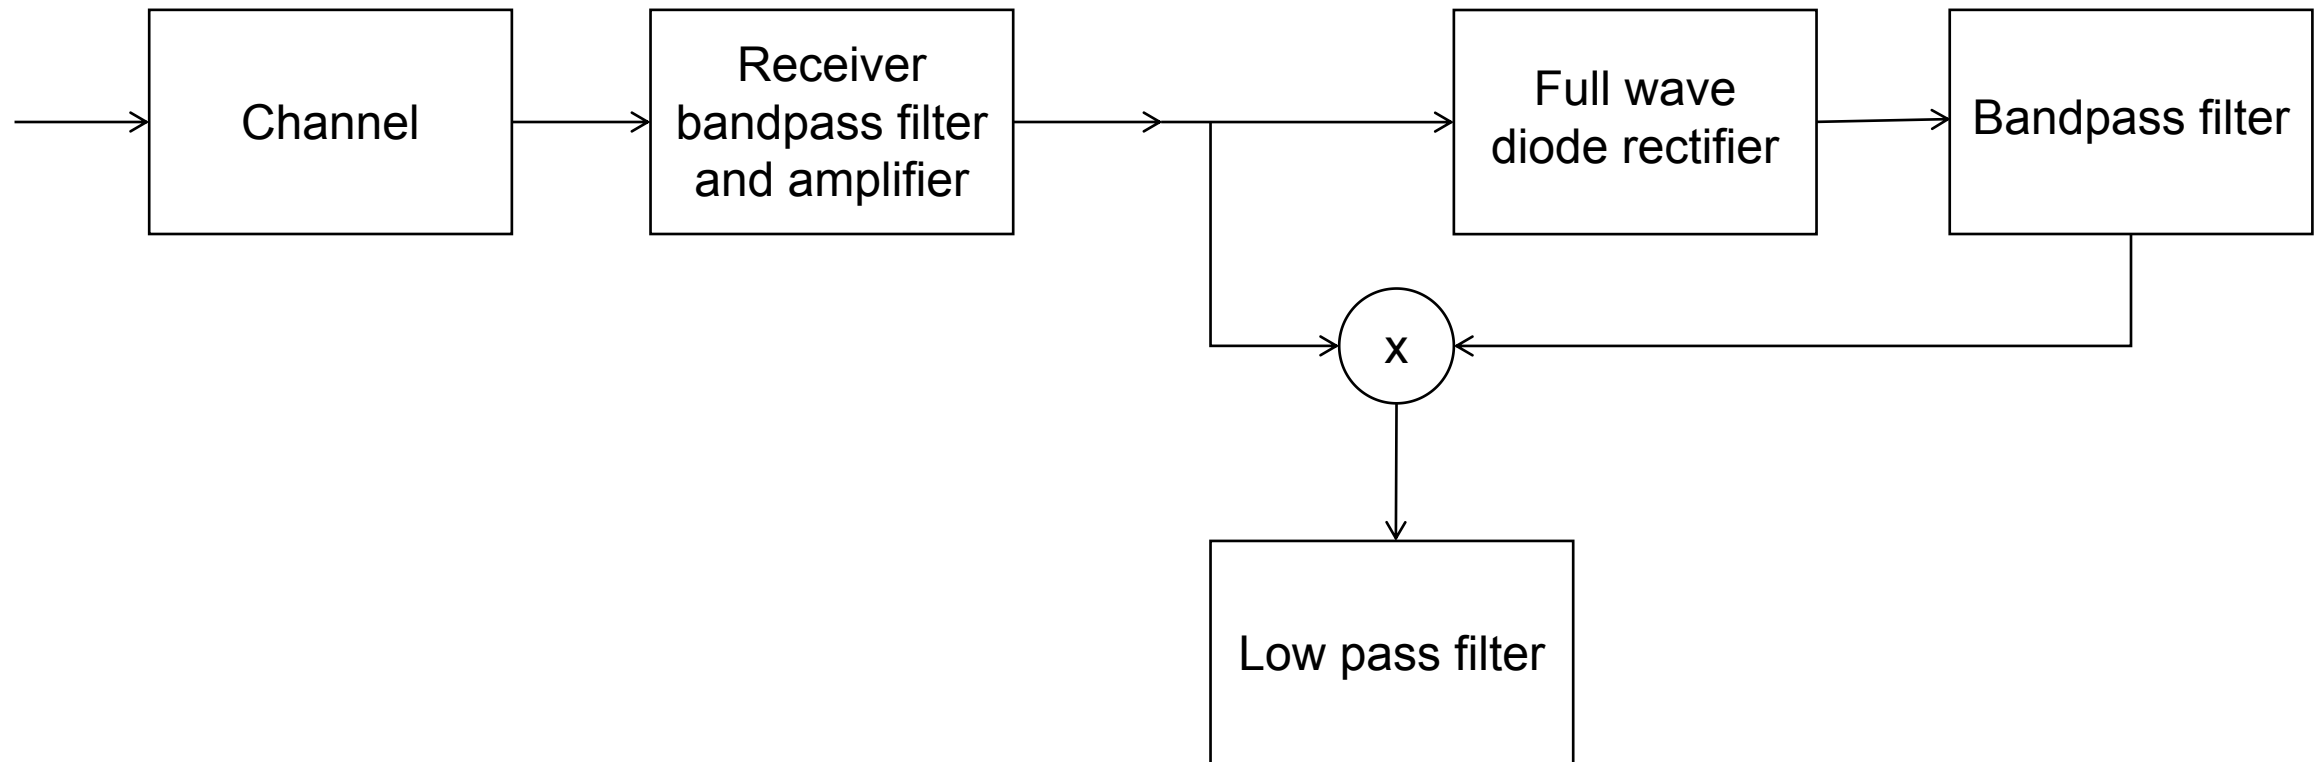 Channel
Receiver
bandpass filter
and amplifier
Full wave
diode rectifier
Bandpass filter
x
Low pass filter